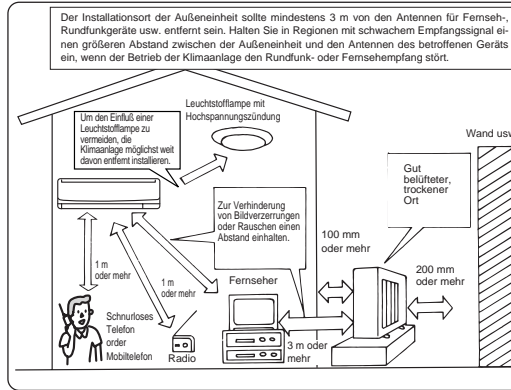 Der Installationsort der Außeneinheit sollte mindestens 3 m von den Antennen für Fernseh-,
Rundfunkgeräte usw. entfernt sein. Halten Sie in Regionen mit schwachem Empfangssignal ei-
nen größeren Abstand zwischen der Außeneinheit und den Antennen des betroffenen Geräts
ein, wenn der Betrieb der Klimaanlage den Rundfunk- oder Fernsehempfang stört.
Leuchtstofflampe mit
Hochspannungszündung
Um den Einfluß einer
Leuchtstofflampe zu
vermeiden, die
Klimaanlage möglichst weit
davon entfernt installieren.
Wand usw
Gut
belüfteter,
trockener
Ort
Zur Verhinderung
von Bildverzerrungen
oder Rauschen einen
Abstand einhalten.
100 mm
oder mehr
200 mm
oder mehr
1 m
oder mehr
1 m
oder mehr
Fernseher
Schnurloses
Telefon
order
Mobiltelefon
Radio
3 m oder
mehr